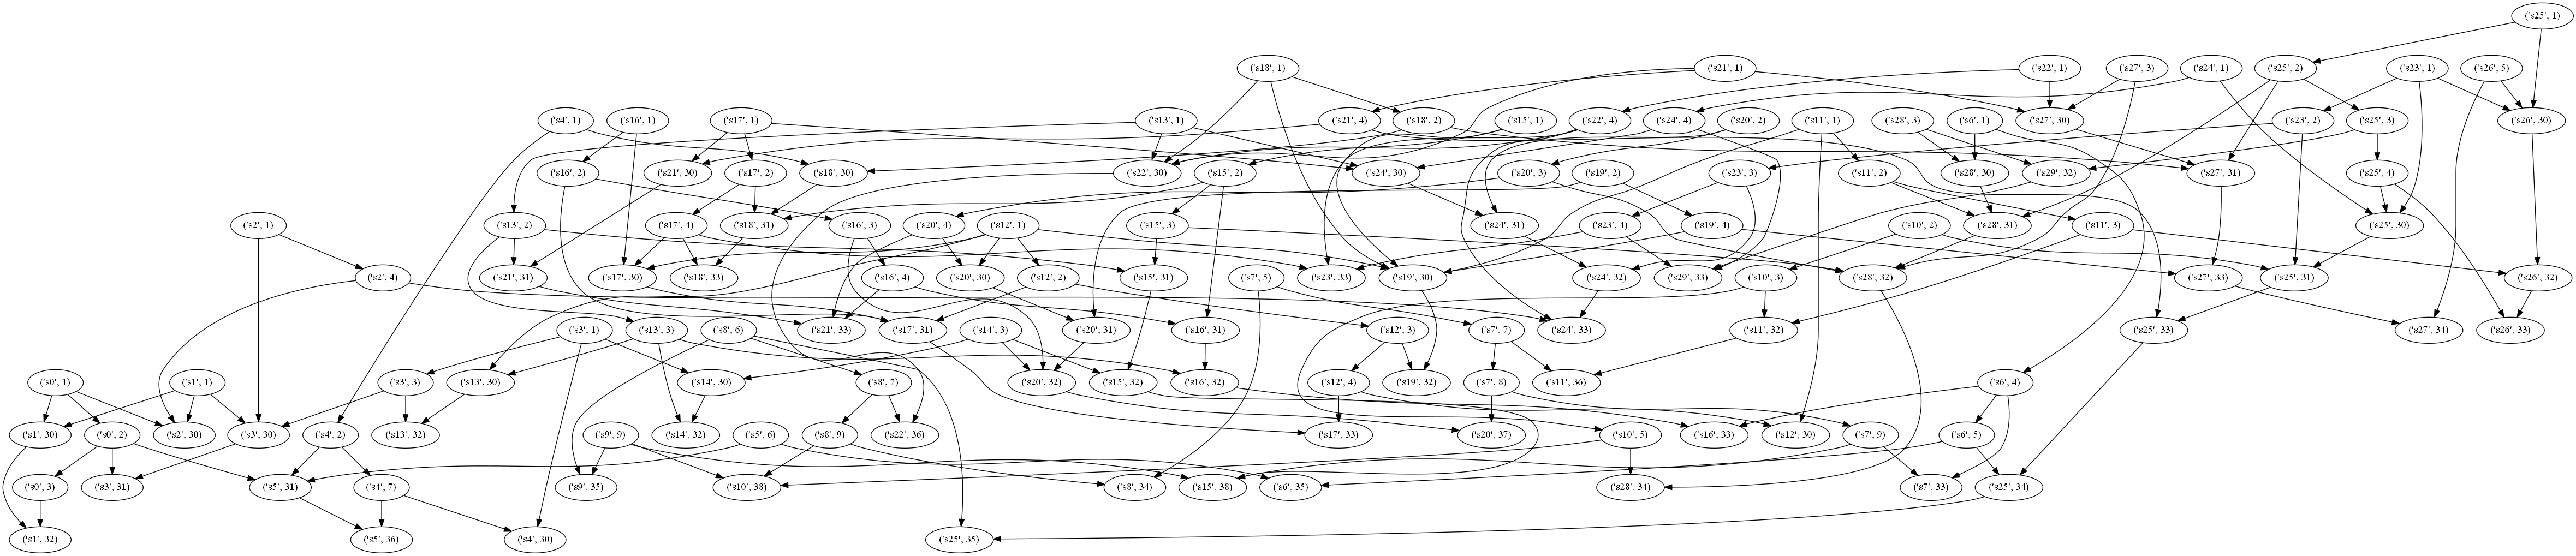 ('s25', 1)
('s18', 1)
('s21', 1)
('s22', 1)
('s27', 3)
('s24', 1)
('s25', 2)
('s23', 1)
('s26', 5)
('s4', 1)
('s16', 1)
('s17', 1)
('s13', 1)
('s21', 4)
('s18', 2)
('s15', 1)
('s22', 4)
('s24', 4)
('s20', 2)
('s11', 1)
('s28', 3)
('s6', 1)
('s27', 30)
('s23', 2)
('s25', 3)
('s26', 30)
('s16', 2)
('s21', 30)
('s17', 2)
('s18', 30)
('s22', 30)
('s15', 2)
('s24', 30)
('s20', 3)
('s19', 2)
('s23', 3)
('s11', 2)
('s28', 30)
('s29', 32)
('s27', 31)
('s25', 4)
('s2', 1)
('s13', 2)
('s17', 4)
('s18', 31)
('s16', 3)
('s20', 4)
('s12', 1)
('s15', 3)
('s24', 31)
('s23', 4)
('s19', 4)
('s10', 2)
('s28', 31)
('s11', 3)
('s25', 30)
('s2', 4)
('s21', 31)
('s17', 30)
('s18', 33)
('s16', 4)
('s20', 30)
('s12', 2)
('s15', 31)
('s7', 5)
('s23', 33)
('s19', 30)
('s24', 32)
('s29', 33)
('s10', 3)
('s28', 32)
('s27', 33)
('s25', 31)
('s26', 32)
('s3', 1)
('s13', 3)
('s8', 6)
('s21', 33)
('s17', 31)
('s14', 3)
('s20', 31)
('s16', 31)
('s12', 3)
('s7', 7)
('s24', 33)
('s11', 32)
('s25', 33)
('s27', 34)
('s26', 33)
('s0', 1)
('s1', 1)
('s3', 3)
('s13', 30)
('s14', 30)
('s8', 7)
('s20', 32)
('s15', 32)
('s16', 32)
('s12', 4)
('s19', 32)
('s7', 8)
('s11', 36)
('s6', 4)
('s1', 30)
('s0', 2)
('s2', 30)
('s3', 30)
('s4', 2)
('s13', 32)
('s9', 9)
('s14', 32)
('s5', 6)
('s8', 9)
('s22', 36)
('s17', 33)
('s20', 37)
('s10', 5)
('s16', 33)
('s12', 30)
('s7', 9)
('s6', 5)
('s0', 3)
('s3', 31)
('s5', 31)
('s4', 7)
('s9', 35)
('s10', 38)
('s8', 34)
('s15', 38)
('s6', 35)
('s28', 34)
('s7', 33)
('s25', 34)
('s1', 32)
('s5', 36)
('s4', 30)
('s25', 35)